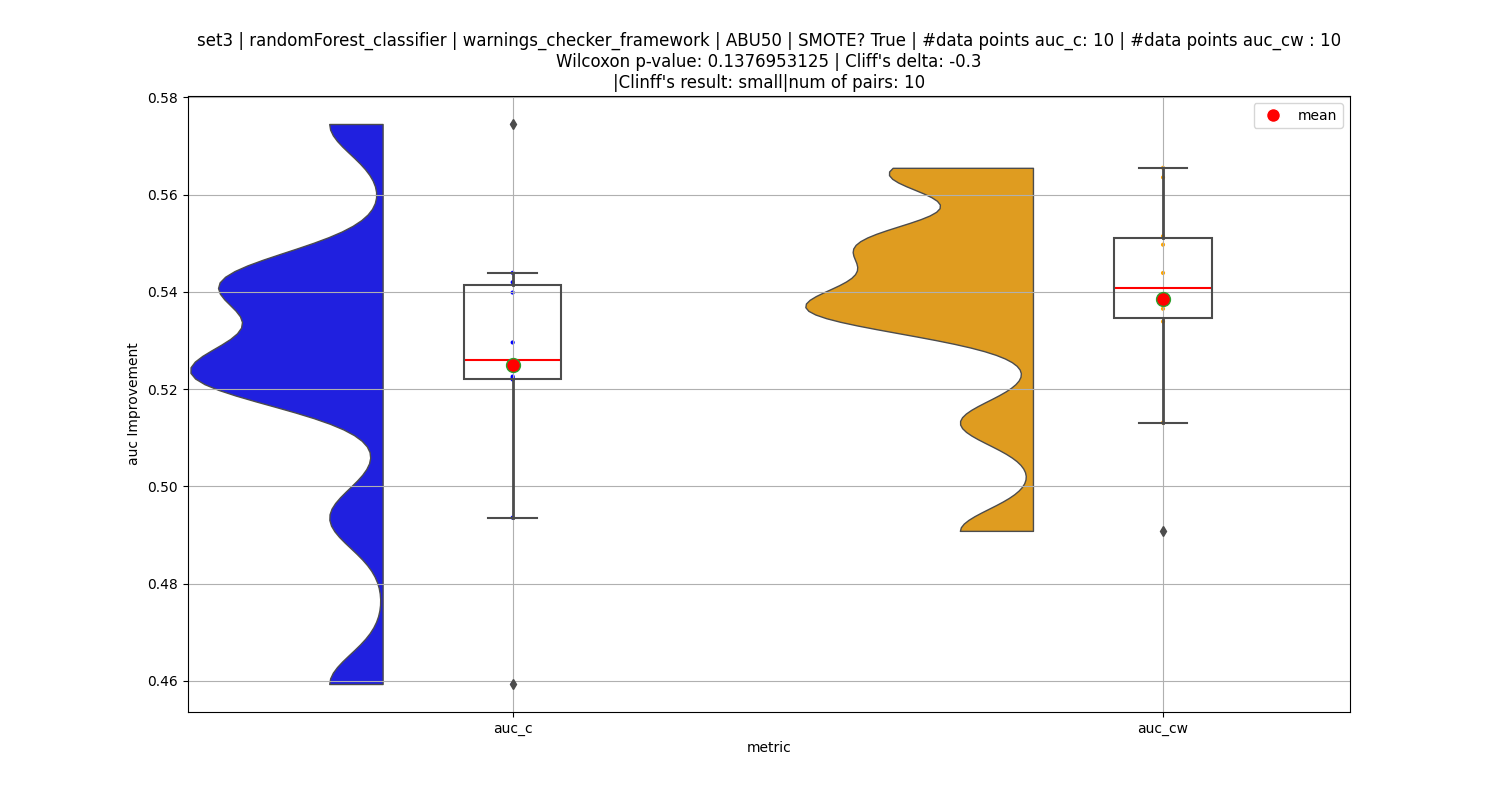 set3 | randomForest_classifier | warnings_checker_framework | ABU50 | SMOTE? True | #data points auc_c: 10 | #data points auc_cw : 10
Wilcoxon p-value: 0.1376953125 | Cliff's delta: -0.3
|Clinff's result: small|num of pairs: 10
mean
0.58
0.56
0.54
0.52
0.50
0.48
0.46
auc Improvement
auc_c
auc_cw
metric